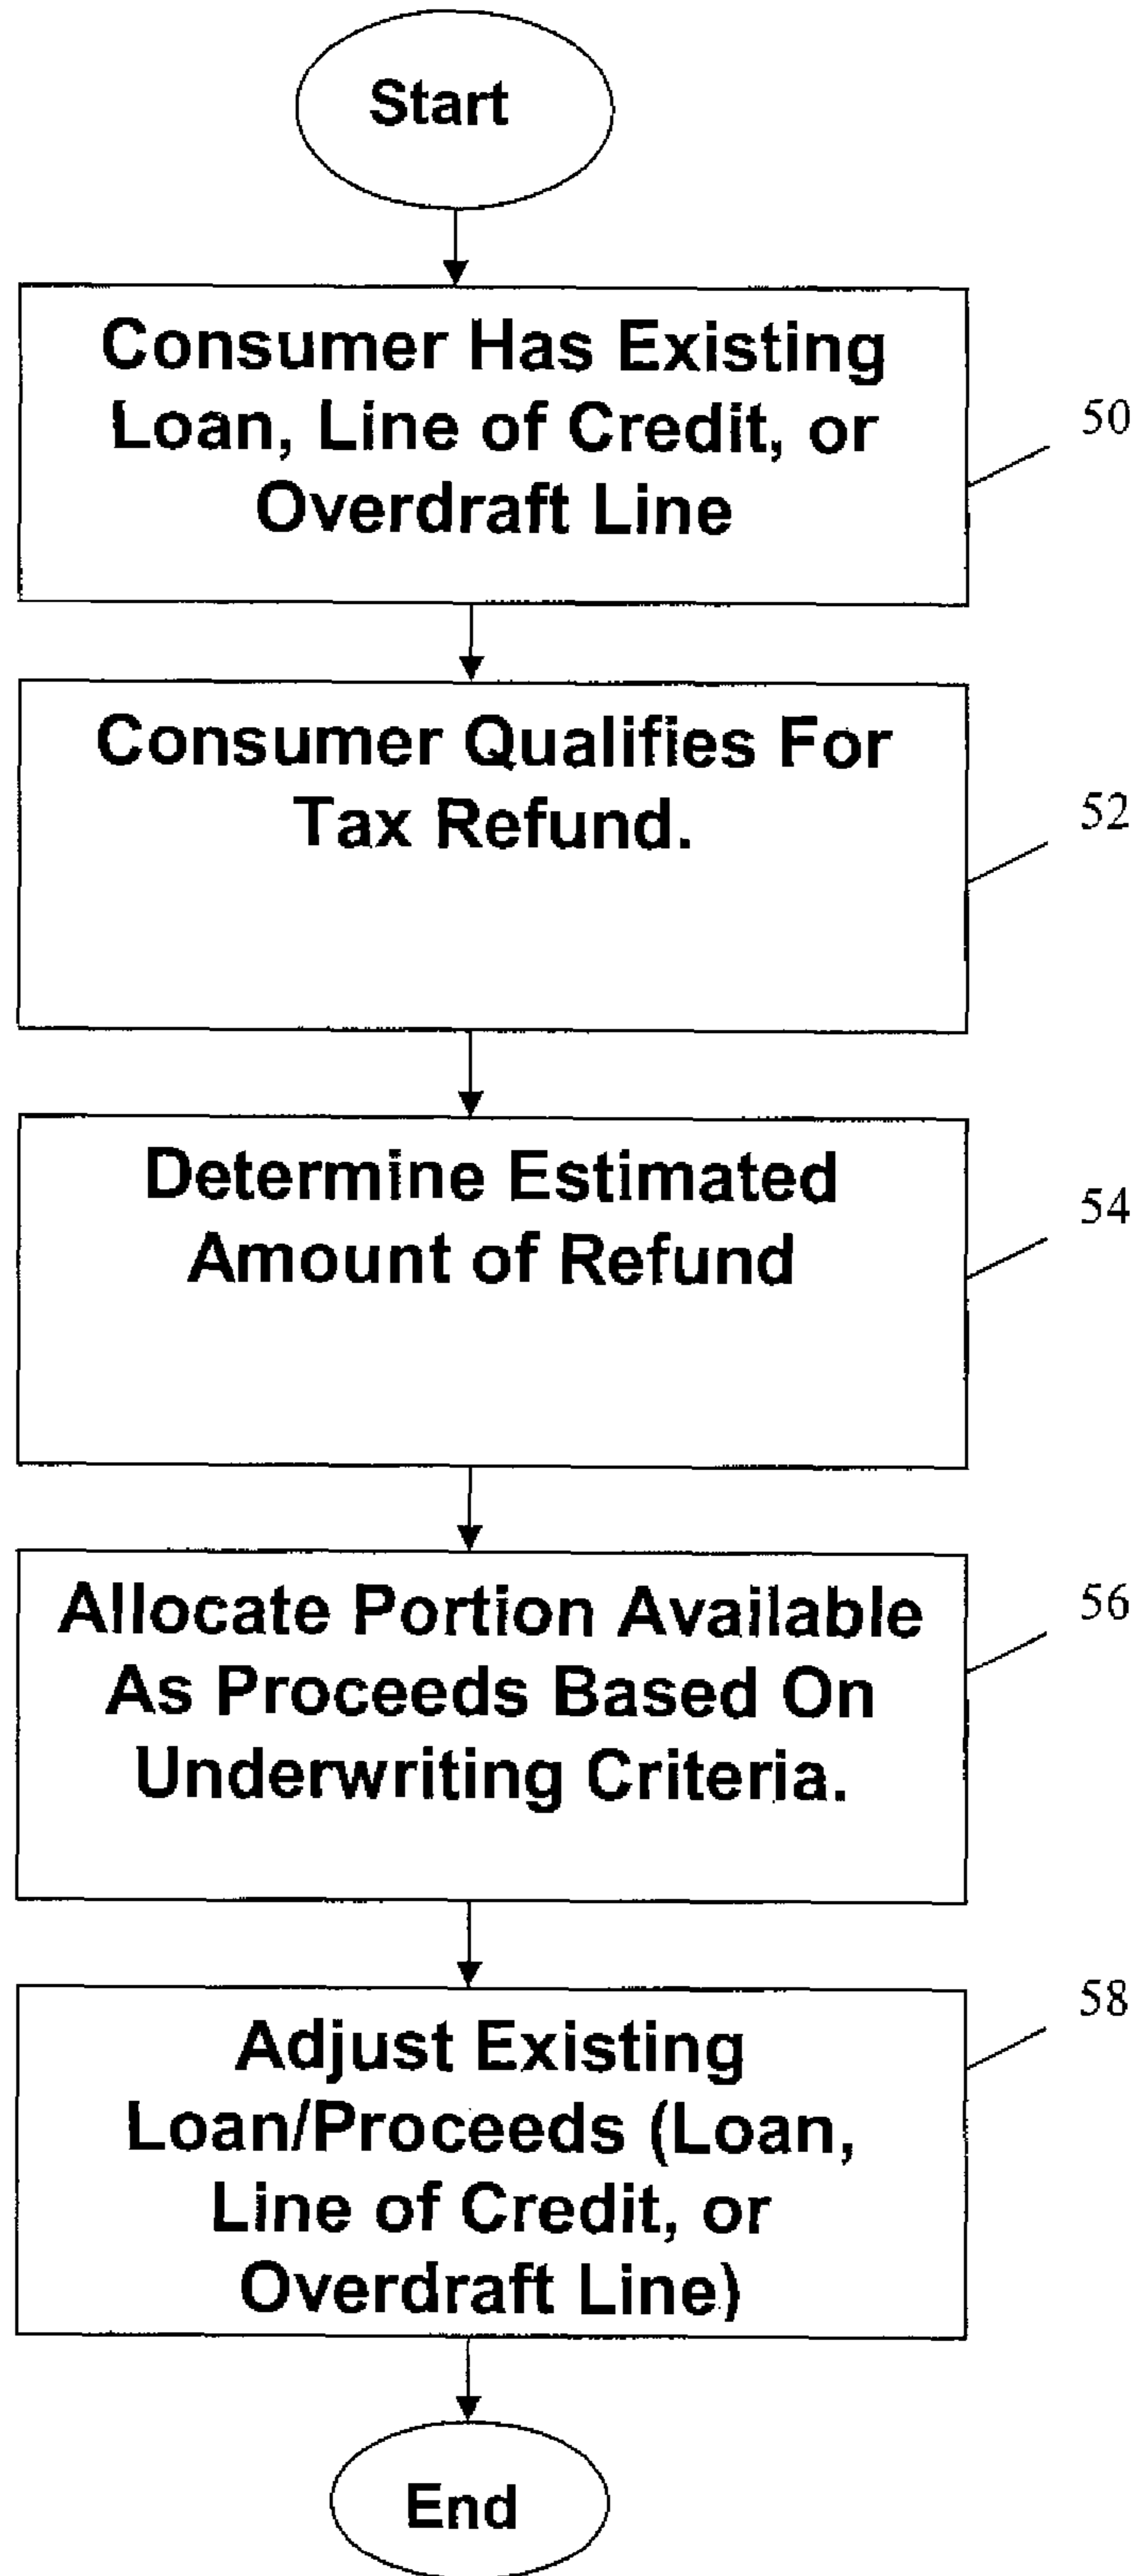 Start
Consumer Has Existing
Loan, Line of Credit, or
Overdraft Line
50
Consumer Qualifies For
Tax Refund.
52
Determine Estimated
Amount of Refund
54
Allocate Portion Available
As Proceeds Based On
Underwriting Criteria.
56
Adjust Existing
Loan/Proceeds (Loan,
Line of Credit, or
Overdraft Line)
58
End